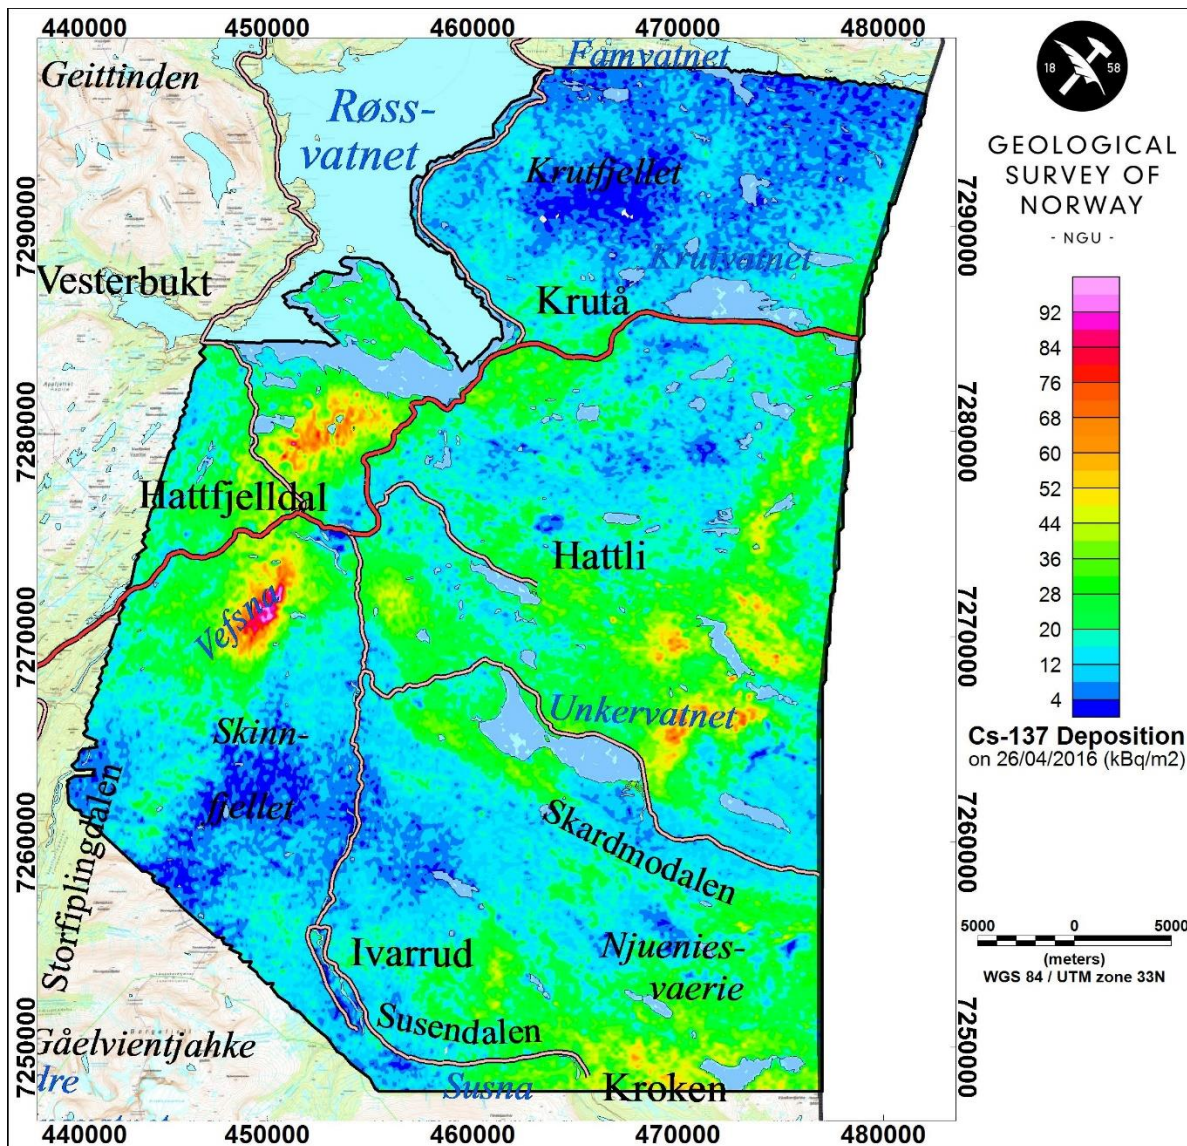 440000 450000 460000 470000 480000
Famvatnet
Geittinden
Røss-
vatnet
Krutfjellet
7290000
7290000
Krutvatnet
Vesterbukt
Krutå
7280000
7280000
Hattfjelldal
Hattli
Vefsna
7270000
7270000
Unkervatnet
Skinn-
fjellet
Storfiplingdalen
7260000
7260000
Skardmodalen
Ivarrud
Njuenies-
vaerie
Susendalen
7250000
7250000
Gåelvientjahke
dre
Susna
Kroken
440000 450000 460000 470000 480000
18 58
GEOLOGICAL
SURVEY OF
NORWAY
- NGU -
92
84
76
68
60
52
44
36
28
20
12
4
Cs-137 Deposition
on 26/04/2016 (kBq/m2)
5000 0 5000
(meters)
WGS 84 / UTM zone 33N